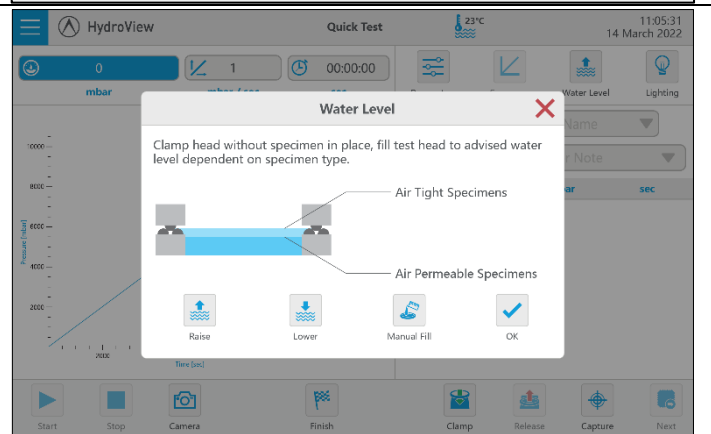 HydroView
Quick Test
23°C
11:05:31
14 March 2022
0
1
00:00:00
mbar
Water Level
Lighting
Water Level
Name
Note
Clamp head without specimen in place, fill test head to advised water
level dependent on specimen type.
sec
Air Tight Specimens
Air Permeable Specimens
Raise
Lower
Manual Fill
OK
10000
8000
6000
4000
2000
Pressure [mbar]
2000
Time [sec]
Start
Stop
Camera
Finish
Clamp
Release
Capture
Next